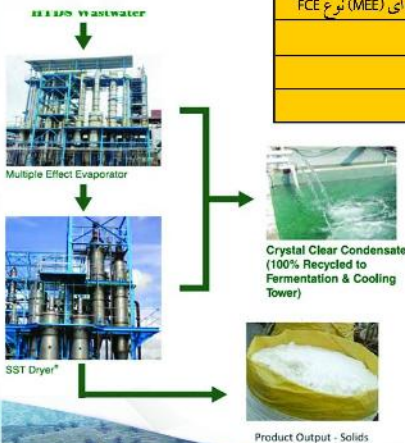 HTDS Wastwater
ای (MEE) نوع FCE
Multiple Effect Evaporator
Crystal Clear Condensate
(100% Recycled to
Fermentation & Cooling
Tower)
SST Dryer®
Product Output - Solids